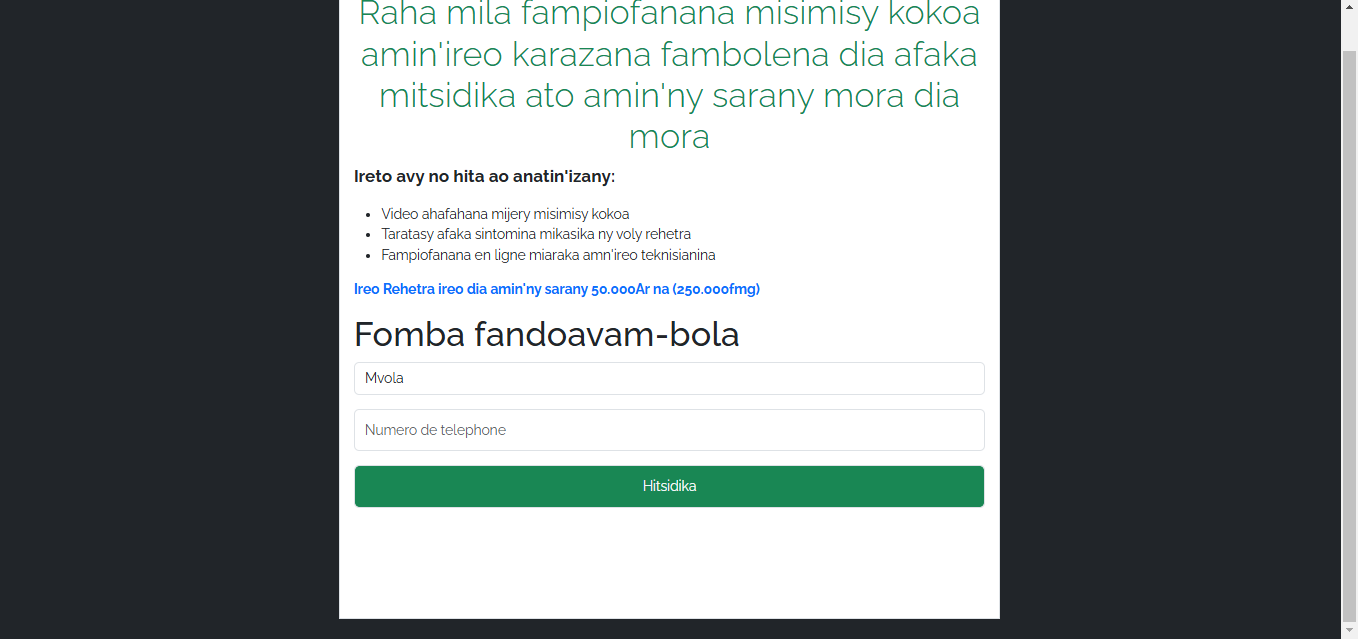 Raha mila fampiofanana misimisy kokoa
amin'ireo karazana fambolena dia afaka
mitsidika ato amin'ny sarany mora dia
mora
Ireto avy no hita ao anatin'izany:
Video ahafahana mijery misimisy kokoa
Taratasy afaka sintomina mikasika ny voly rehetra
Fampiofanana en ligne miaraka amn'ireo teknisianina
Ireo Rehetra ireo dia amin'ny sarany 50.000Ar na (250.000fmg)
Fomba fandoavam-bola
Mvola
Numero de telephone
Hitsidika